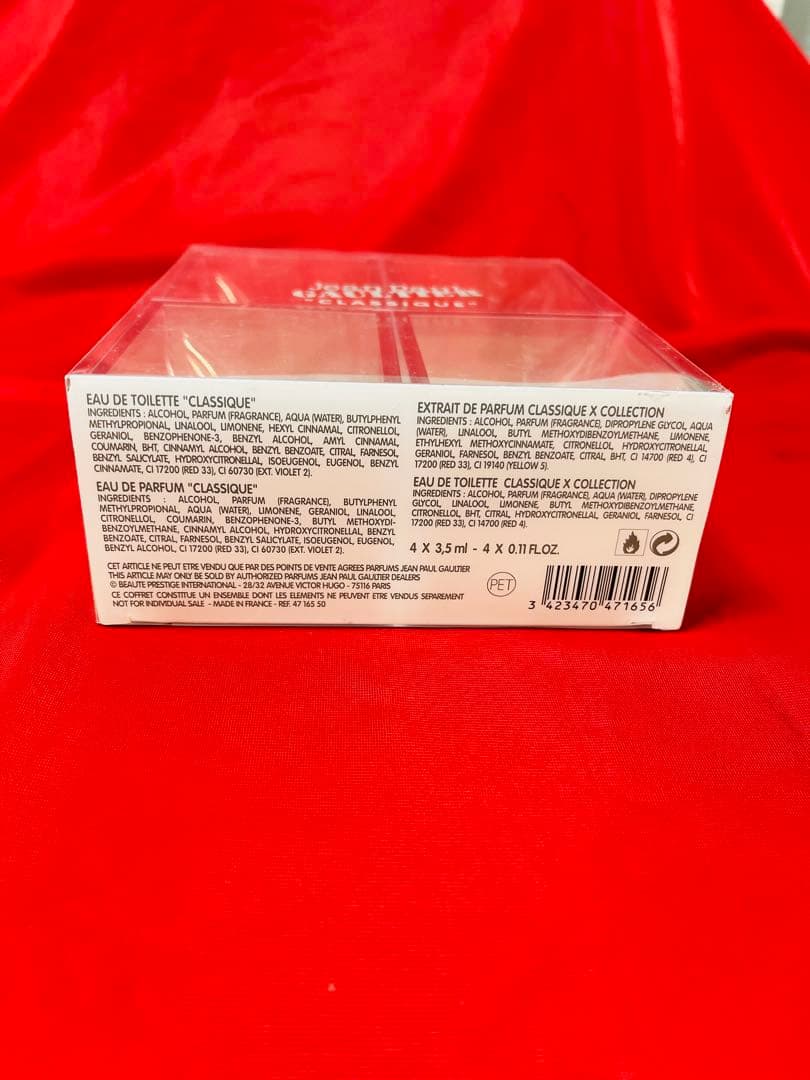 Jean Paul
GAULTIER
"CLASSIQUE"
EAU DE TOILETTE "CLASSIQUE"
INGREDIENTS : ALCOHOL, PARFUM (FRAGRANCE), AQUA (WATER), BUTYLPHENYL
METHYLPROPIONAL, LINALOOL, LIMONENE, HEXYL CINNAMAL, CITRONELLOL,
GERANIOL, BENZOPHENONE-3, BENZYL ALCOHOL, AMYL CINNAMAL,
COUMARIN, BHT, CINNAMYL ALCOHOL, BENZYL BENZOATE, CITRAL, FARNESOL,
BENZYL SALICYLATE, HYDROXYCITRONELLAL, ISOEUGENOL, EUGENOL, BENZYL
CINNAMATE, CI 17200 (RED 33), CI 60730 (EXT. VIOLET 2).
EAU DE PARFUM "CLASSIQUE"
INGREDIENTS : ALCOHOL, PARFUM (FRAGRANCE), BUTYLPHENYL
METHYLPROPIONAL, AQUA (WATER), LIMONENE, GERANIOL, LINALOOL,
CITRONELLOL, COUMARIN, BENZOPHENONE-3, BUTYL METHOXYDI-
BENZOYLMETHANE, CINNAMYL ALCOHOL, HYDROXYCITRONELLAL, BENZYL
BENZOATE, CITRAL, FARNESOL, BENZYL SALICYLATE, ISOEUGENOL, EUGENOL,
BENZYL ALCOHOL, CI 17200 (RED 33), CI 60730 (EXT. VIOLET 2).
EXTRAIT DE PARFUM CLASSIQUE X COLLECTION
INGREDIENTS : ALCOHOL, PARFUM (FRAGRANCE), DIPROPYLENE GLYCOL, AQUA
(WATER), LINALOOL, BUTYL METHOXYDIBENZOYLMETHANE, LIMONENE,
ETHYLHEXYL METHOXYCINNAMATE, CITRONELLOL, HYDROXYCITRONELLAL,
GERANIOL, FARNESOL, BENZYL BENZOATE, CITRAL, BHT, CI 14700 (RED 4), CI
17200 (RED 33), CI 19140 (YELLOW 5).
EAU DE TOILETTE CLASSIQUE X COLLECTION
INGREDIENTS : ALCOHOL, PARFUM (FRAGRANCE), AQUA (WATER), DIPROPYLENE
GLYCOL, LINALOOL, LIMONENE, BUTYL METHOXYDIBENZOYLMETHANE,
CITRONELLOL, BHT, CITRAL, HYDROXYCITRONELLAL, GERANIOL, FARNESOL, CI
17200 (RED 33), CI 14700 (RED 4).
4 X 3,5 ml - 4 X 0.11 FL.OZ.
CET ARTICLE NE PEUT ETRE VENDU QUE PAR DES POINTS DE VENTE AGREES PARFUMS JEAN PAUL GAULTIER
THIS ARTICLE MAY ONLY BE SOLD BY AUTHORIZED PARFUMS JEAN PAUL GAULTIER DEALERS
© BEAUTE PRESTIGE INTERNATIONAL - 28/32 AVENUE VICTOR HUGO - 75116 PARIS
CE COFFRET CONSTITUE UN ENSEMBLE DONT LES ELEMENTS NE PEUVENT ETRE VENDUS SEPAREMENT
NOT FOR INDIVIDUAL SALE - MADE IN FRANCE - REF. 47 165 50
PET
3 423470 471656